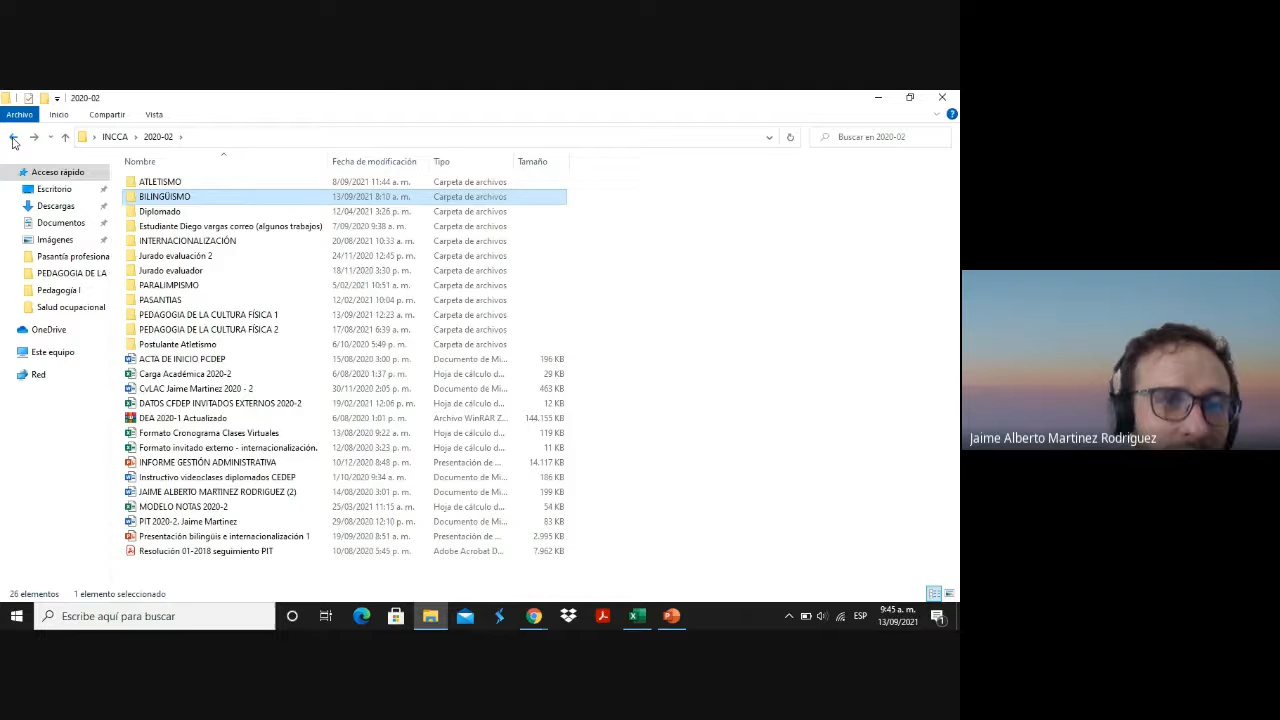 2020-02
Archivo Inicio Compartir Vista
INCCA › 2020-02 ›
Buscar en 2020-02
Nombre Fecha de modificación Tipo Tamaño
Acceso rápido
Escritorio
Descargas
Documentos
Imágenes
Pasantía profesiona
PEDAGOGIA DE LA
Pedagogía I
Salud ocupacional
OneDrive
Este equipo
Red
ATLETISMO 8/09/2021 11:44 a. m. Carpeta de archivos
BILINGÜISMO 13/09/2021 8:10 a. m. Carpeta de archivos
Diplomado 12/04/2021 3:26 p. m. Carpeta de archivos
Estudiante Diego vargas correo (algunos trabajos) 7/09/2020 9:38 a. m. Carpeta de archivos
INTERNACIONALIZACIÓN 20/08/2021 10:33 a. m. Carpeta de archivos
Jurado evaluación 2 24/11/2020 12:45 p. m. Carpeta de archivos
Jurado evaluador 18/11/2020 3:30 p. m. Carpeta de archivos
PARALIMPISMO 5/02/2021 10:51 a. m. Carpeta de archivos
PASANTIAS 12/02/2021 10:04 p. m. Carpeta de archivos
PEDAGOGIA DE LA CULTURA FÍSICA 1 13/09/2021 12:23 a. m. Carpeta de archivos
PEDAGOGIA DE LA CULTURA FÍSICA 2 17/08/2021 6:39 a. m. Carpeta de archivos
Postulante Atletismo 6/10/2020 5:49 p. m. Carpeta de archivos
ACTA DE INICIO PCDEP 15/08/2020 3:00 p. m. Documento de Mi... 196 KB
Carga Académica 2020-2 6/08/2020 1:37 p. m. Hoja de cálculo d... 29 KB
CvLAC Jaime Martinez 2020 - 2 30/11/2020 2:05 p. m. Documento de Mi... 463 KB
DATOS CFDEP INVITADOS EXTERNOS 2020-2 19/02/2021 12:06 p. m. Hoja de cálculo d... 12 KB
DEA 2020-1 Actualizado 6/08/2020 1:01 p. m. Archivo WinRAR Z... 144.155 KB
Formato Cronograma Clases Virtuales 13/08/2020 9:22 a. m. Hoja de cálculo d... 119 KB
Formato invitado externo - internacionalización. 12/08/2020 3:23 p. m. Hoja de cálculo d... 11 KB
INFORME GESTIÓN ADMINISTRATIVA 10/12/2020 8:48 p. m. Presentación de ... 14.117 KB
Instructivo videoclases diplomados CEDEP 1/10/2020 9:34 a. m. Documento de Mi... 186 KB
JAIME ALBERTO MARTINEZ RODRIGUEZ (2) 14/08/2020 3:01 p. m. Documento de Mi... 199 KB
MODELO NOTAS 2020-2 25/03/2021 11:15 a. m. Hoja de cálculo d... 54 KB
PIT 2020-2. Jaime Martinez 29/08/2020 12:10 p. m. Documento de Mi... 83 KB
Presentación bilingüis e internacionalización 1 19/09/2020 8:51 a. m. Presentación de ... 2.995 KB
Resolución 01-2018 seguimiento PIT 10/08/2020 5:45 p. m. Adobe Acrobat D... 7.962 KB
26 elementos 1 elemento seleccionado
Escribe aquí para buscar
ESP
9:45 a. m.
13/09/2021
1
Jaime Alberto Martinez Rodriguez